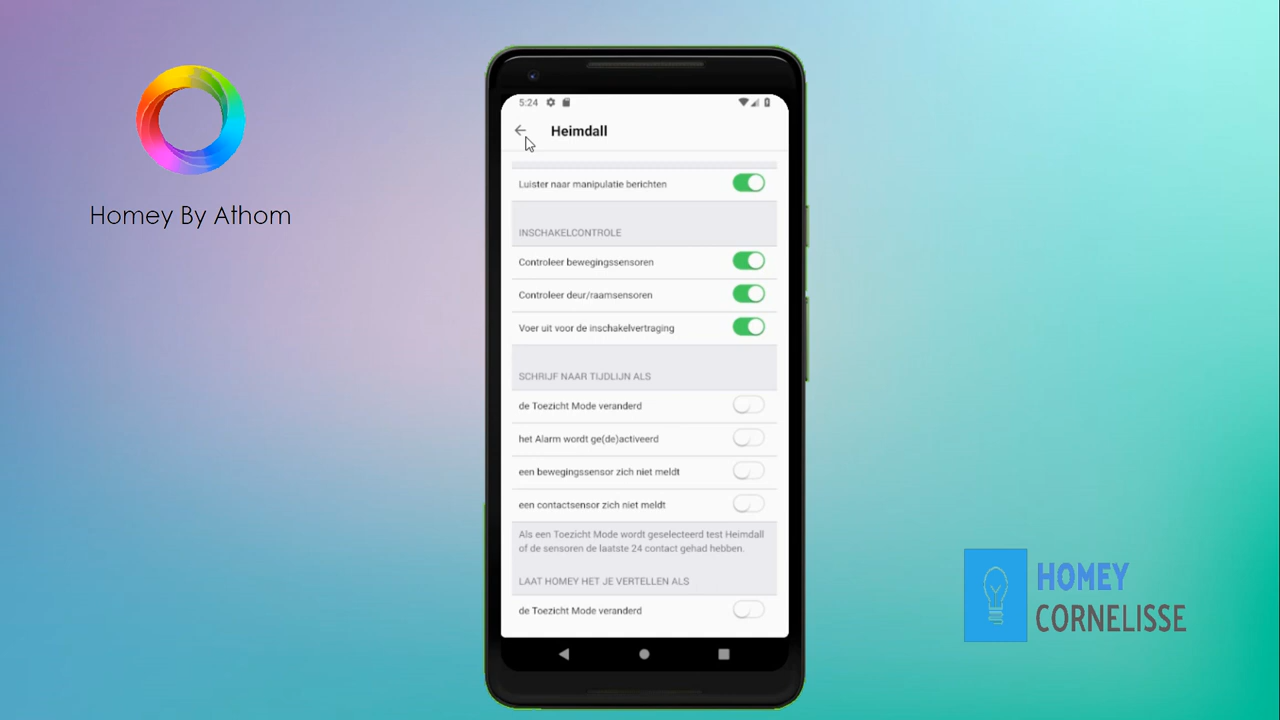 Homey By Athom
5:24
Heimdall
Luister naar manipulatie berichten
INSCHAKELCONTROLE
Controleer bewegingssensoren
Controleer deur/raamsensoren
Voer uit voor de inschakelvertraging
SCHRIJF NAAR TIJDLIJN ALS
de Toezicht Mode veranderd
het Alarm wordt ge(de)activeerd
een bewegingssensor zich niet meldt
een contactsensor zich niet meldt
Als een Toezicht Mode wordt geselecteerd test Heimdall
of de sensoren de laatste 24 contact gehad hebben.
LAAT HOMEY HET JE VERTELLEN ALS
de Toezicht Mode veranderd
HOMEY
CORNELISSE